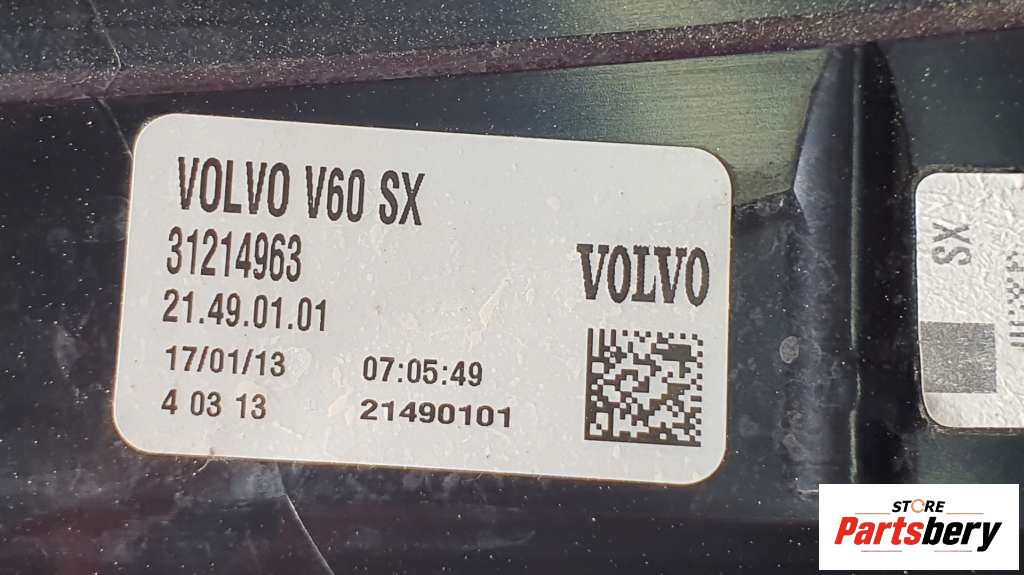 VOLVO V60 SX
31214963
21.49.01.01
17/01/13 07:05:49
4 03 13 21490101
VOLVO
SX
STORE
Partsbery